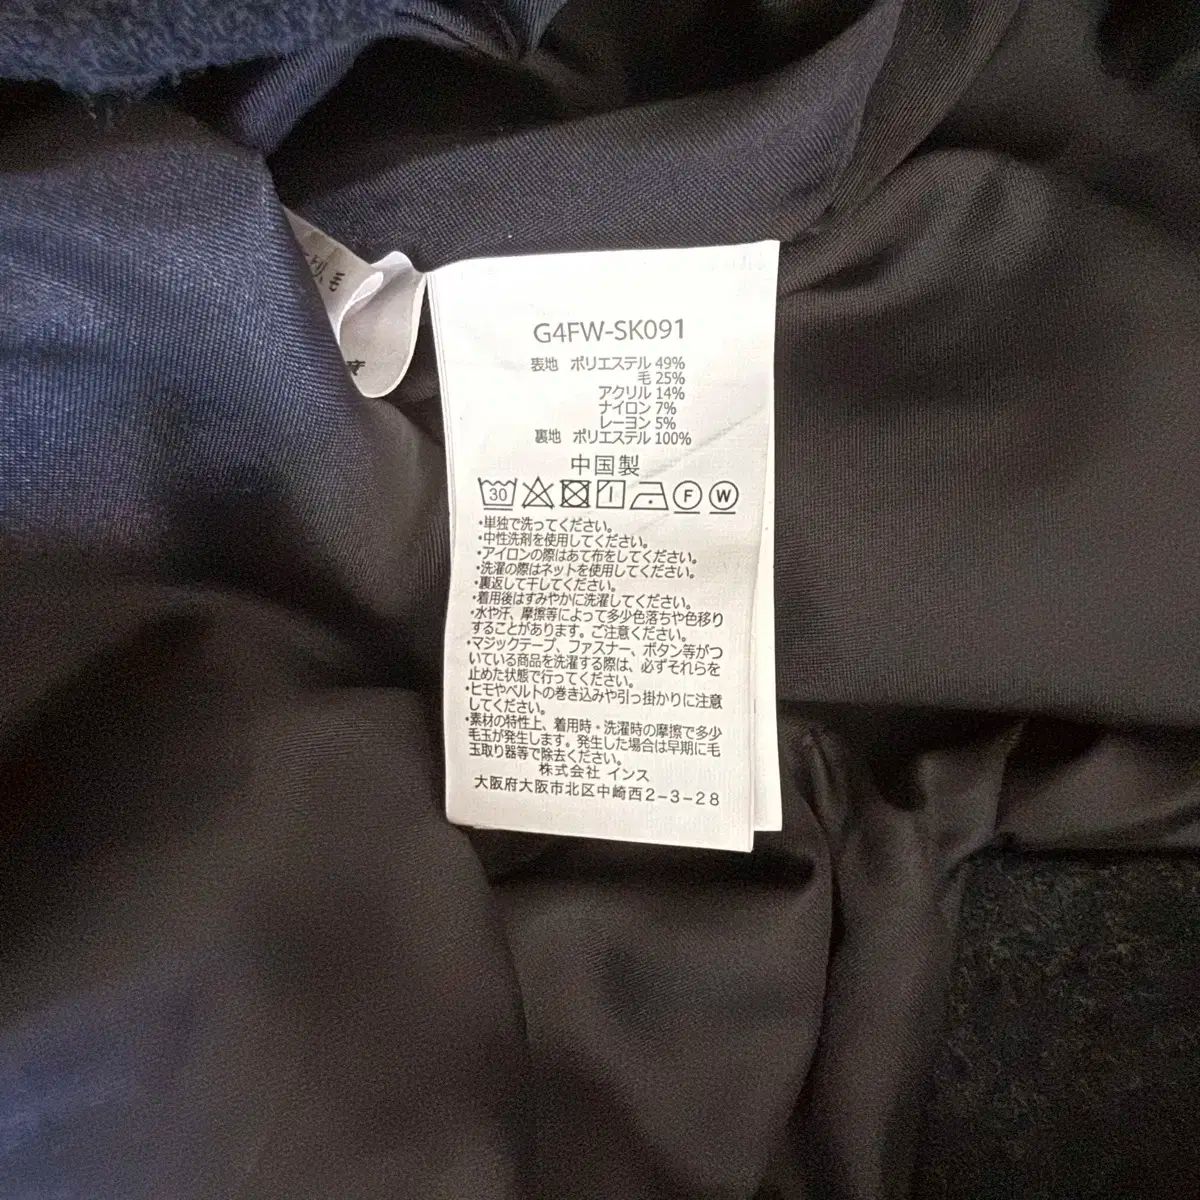 G4FW-SK091
表地 ポリエステル 49%
毛 25%
アクリル 14%
ナイロン 7%
レーヨン 5%
裏地 ポリエステル 100%
中国製
30 F W
・単独で洗ってください。
・中性洗剤を使用してください。
・アイロンの際はあて布をしてください。
・洗濯の際はネットを使用してください。
・裏返して干してください。
・着用後はすみやかに洗濯してください。
・水や汗、摩擦等によって多少色落ちや色移り
することがあります。ご注意ください。
・マジックテープ、ファスナー、ボタン等がつ
いている商品を洗濯する際は、必ずそれらを
止めた状態で行ってください。
・ヒモやベルトの巻き込みや引っ掛かりに注意
してください。
・素材の特性上、着用時・洗濯時の摩擦で多少
毛玉が発生します。発生した場合は早期に毛
玉取り器等で除去ください。
株式会社 インス
大阪府大阪市北区中崎西2-3-28